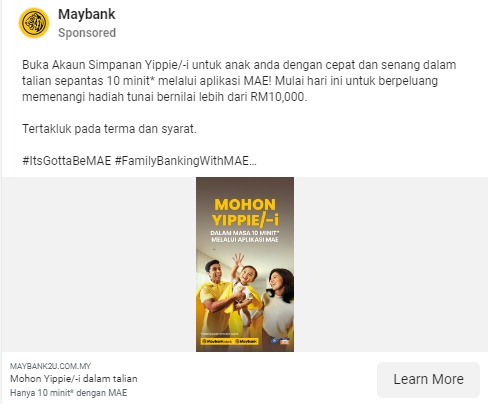 Maybank
Sponsored
Buka Akaun Simpanan Yippie/-i untuk anak anda dengan cepat dan senang dalam
talian sepantas 10 minit* melalui aplikasi MAE! Mulai hari ini untuk berpeluang
memenangi hadiah tunai bernilai lebih dari RM10,000.
Tertakluk pada terma dan syarat.
#ItsGottaBeMAE #FamilyBankingWithMAE...
MOHON
YIPPIE/-i
DALAM MASA 10 MINIT*
MELALUI APLIKASI MAE
Maybank
MAYBANK2U.COM.MY
Mohon Yippie/-i dalam talian
Hanya 10 minit* dengan MAE
Learn More